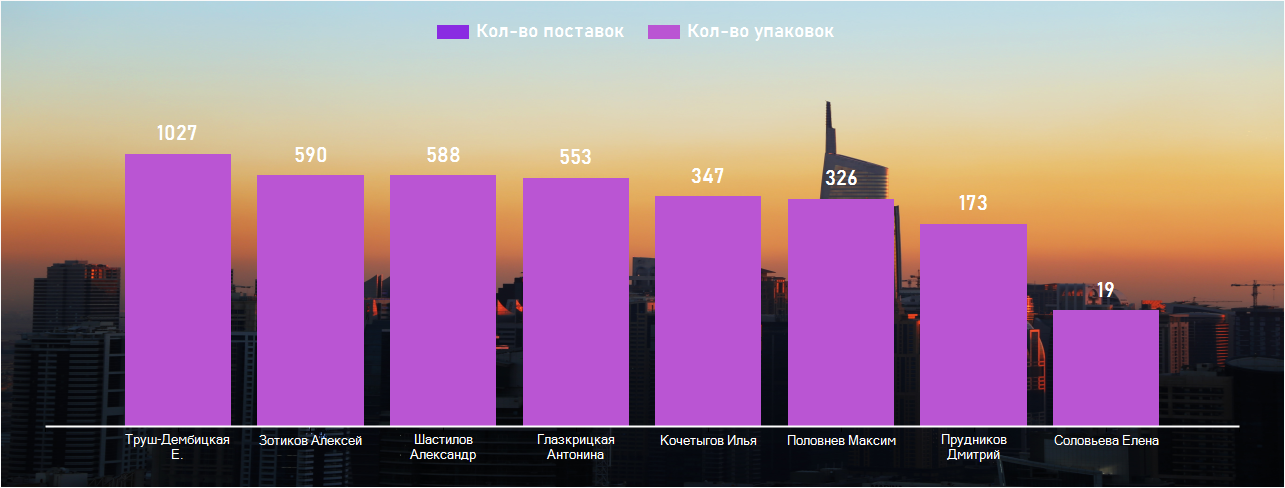 Кол-во поставок Кол-во упаковок
1027
590
588
553
347
326
173
19
Труш-Дембицкая
Е.
Зотиков Алексей
Шастилов
Александр
Глазкрицкая
Антонина
Кочетыгов Илья
Половнев Максим
Прудников
Дмитрий
Соловьева Елена